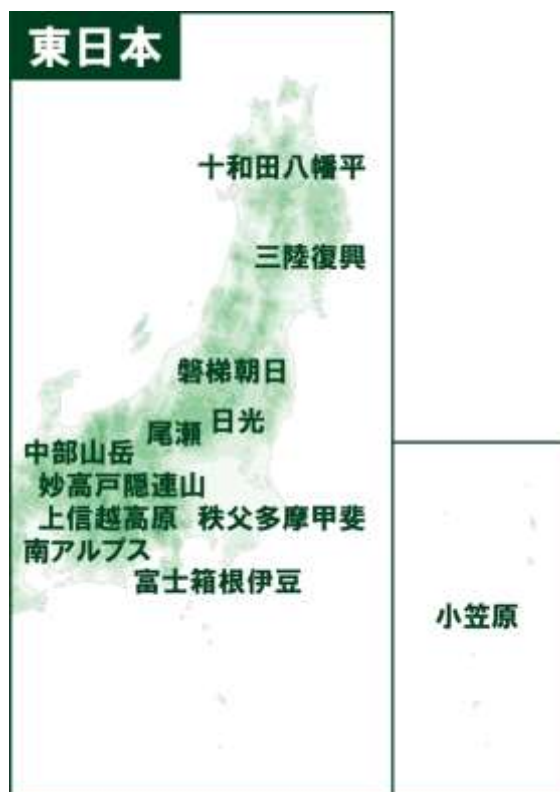 東日本
十和田八幡平
三陸復興
磐梯朝日
尾瀬 日光
中部山岳
妙高戸隠連山
上信越高原 秩父多摩甲斐
南アルプス
富士箱根伊豆
小笠原